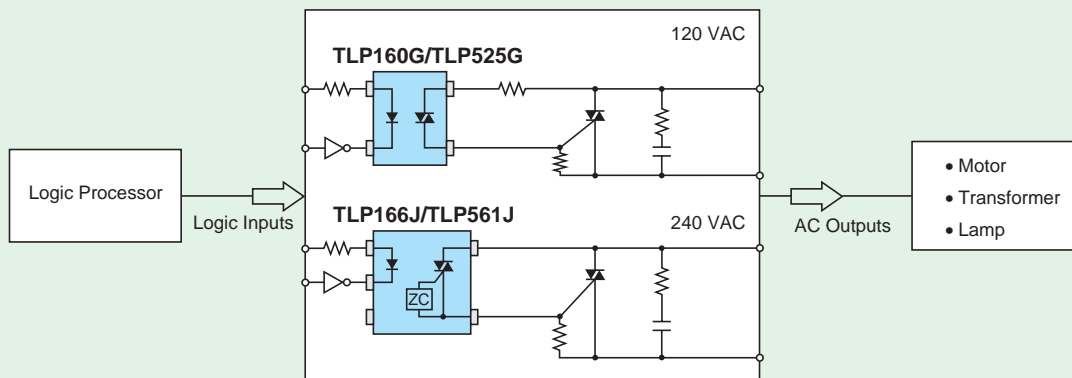 120 VAC
TLP160G/TLP525G
Logic Processor
Logic Inputs
TLP166J/TLP561J
240 VAC
ZC
AC Outputs
• Motor
• Transformer
• Lamp